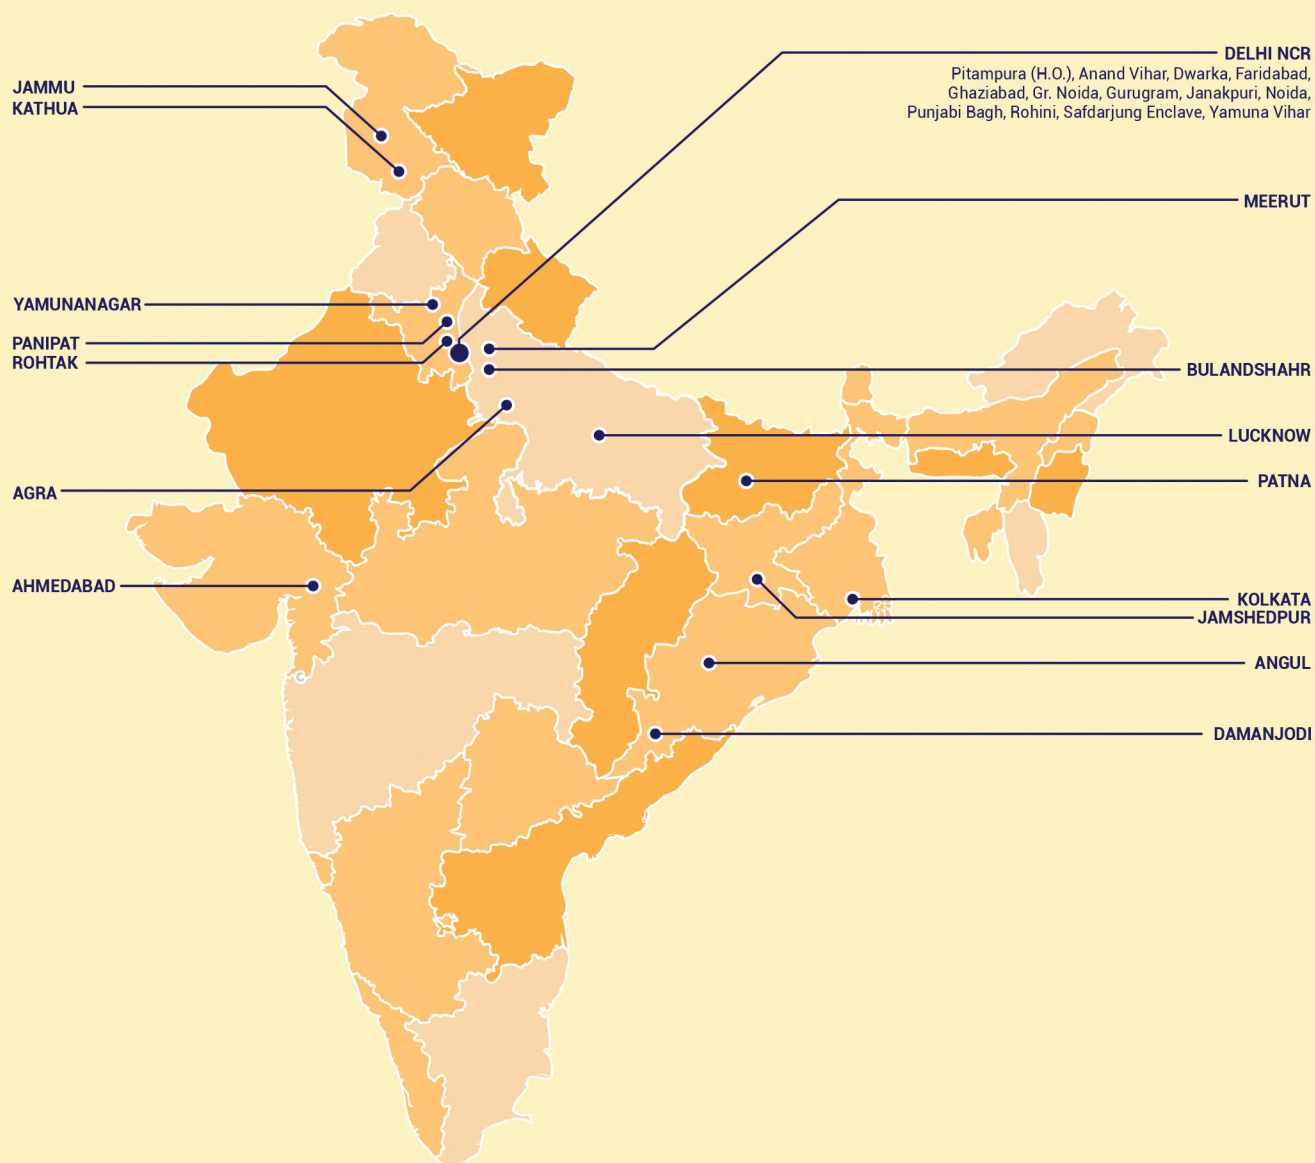 JAMMU
KATHUA
YAMUNANAGAR
PANIPAT
ROHTAK
AGRA
AHMEDABAD
DELHI NCR
Pitampura (H.O.), Anand Vihar, Dwarka, Faridabad,
Ghaziabad, Gr. Noida, Gurugram, Janakpuri, Noida,
Punjabi Bagh, Rohini, Safdarjung Enclave, Yamuna Vihar
MEERUT
BULANDSHAHR
LUCKNOW
PATNA
KOLKATA
JAMSHEDPUR
ANGUL
DAMANJODI